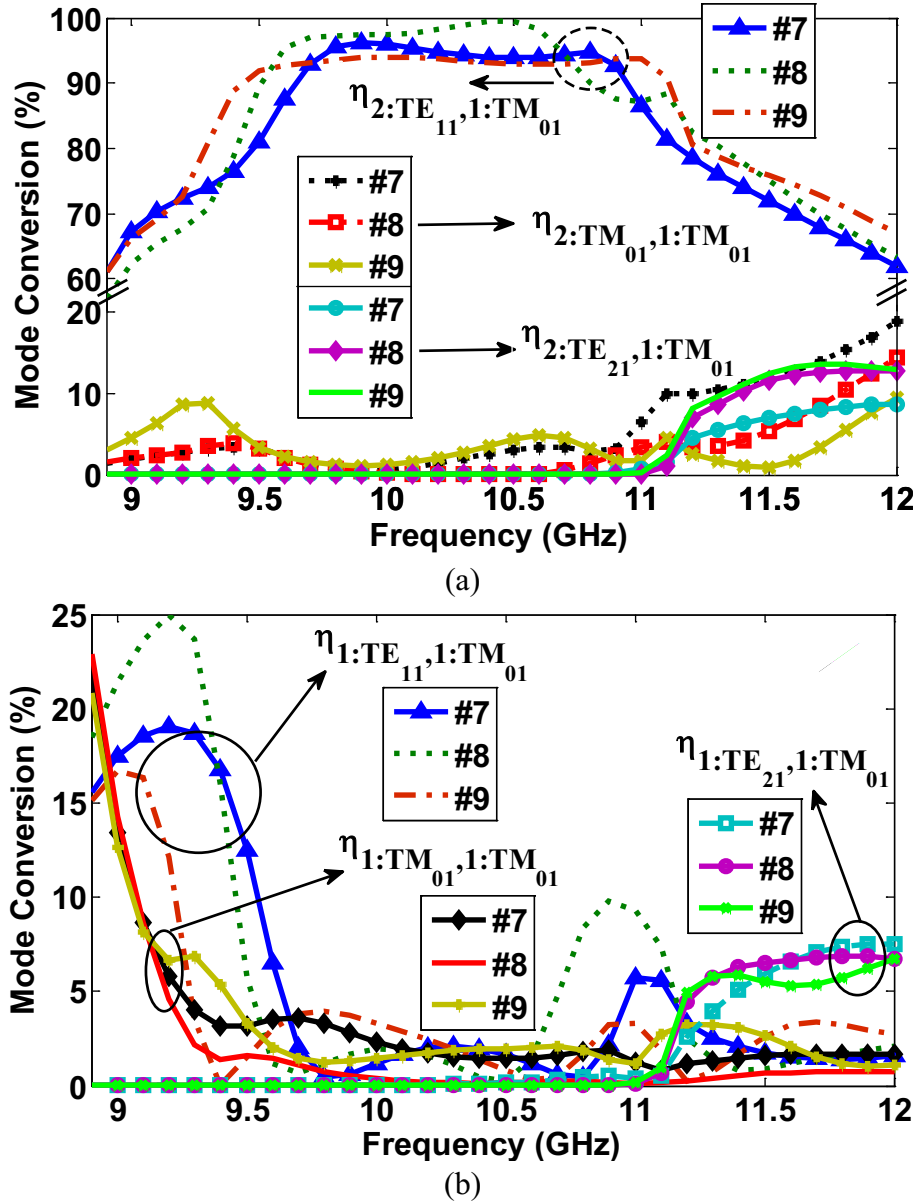 100
90
80
70
60
20
10
0
Mode Conversion (%)
#7
#8
#9
η2:TE11,1:TM01
#7
#8
#9
η2:TM01,1:TM01
#7
#8
#9
η2:TE21,1:TM01
9 9.5 10 10.5 11 11.5 12
Frequency (GHz)
(a)
25
20
15
10
5
0
Mode Conversion (%)
η1:TE11,1:TM01
#7
#8
#9
η1:TM01,1:TM01
#7
#8
#9
η1:TE21,1:TM01
#7
#8
#9
9 9.5 10 10.5 11 11.5 12
Frequency (GHz)
(b)